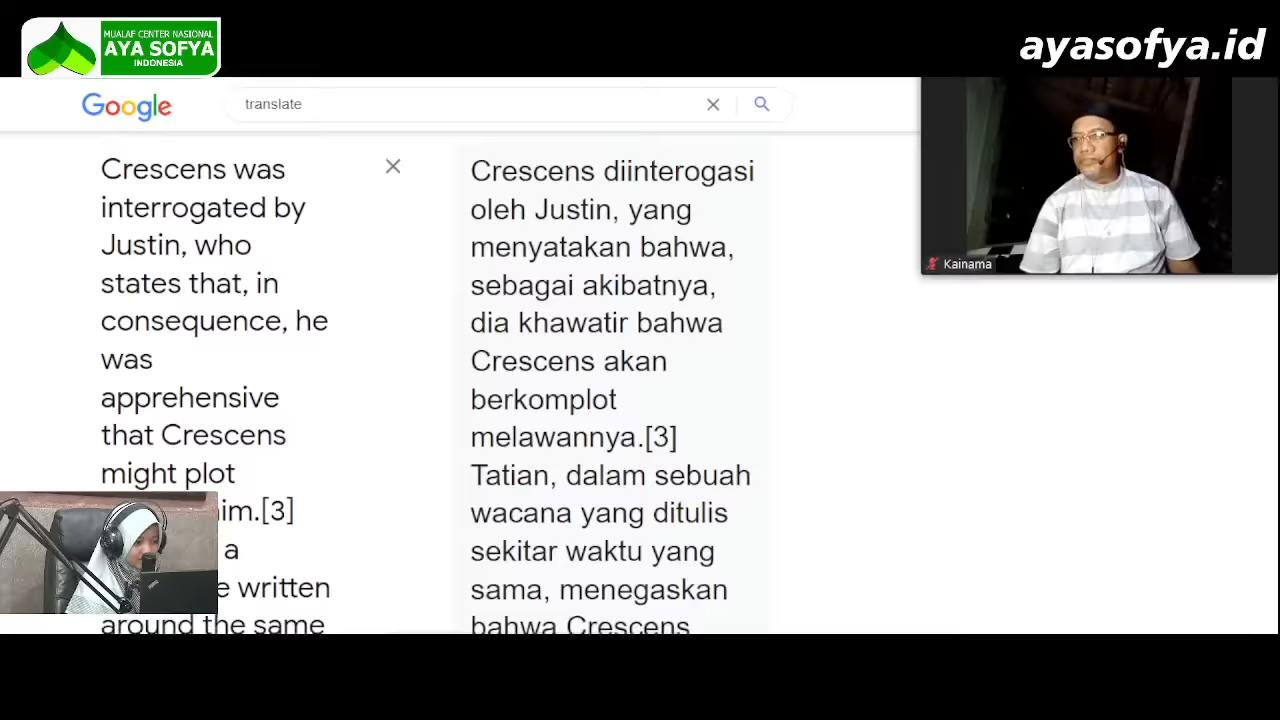 MUALAF CENTER NASIONAL
AYA SOFYA
INDONESIA
ayasofya.id
Google
translate
Kainama
Crescens was
interrogated by
Justin, who
states that, in
consequence, he
was
apprehensive
that Crescens
might plot
him.[3]
a
written
around the same
Crescens diinterogasi
oleh Justin, yang
menyatakan bahwa,
sebagai akibatnya,
dia khawatir bahwa
Crescens akan
berkomplot
melawannya.[3]
Tatian, dalam sebuah
wacana yang ditulis
sekitar waktu yang
sama, menegaskan
bahwa Crescens